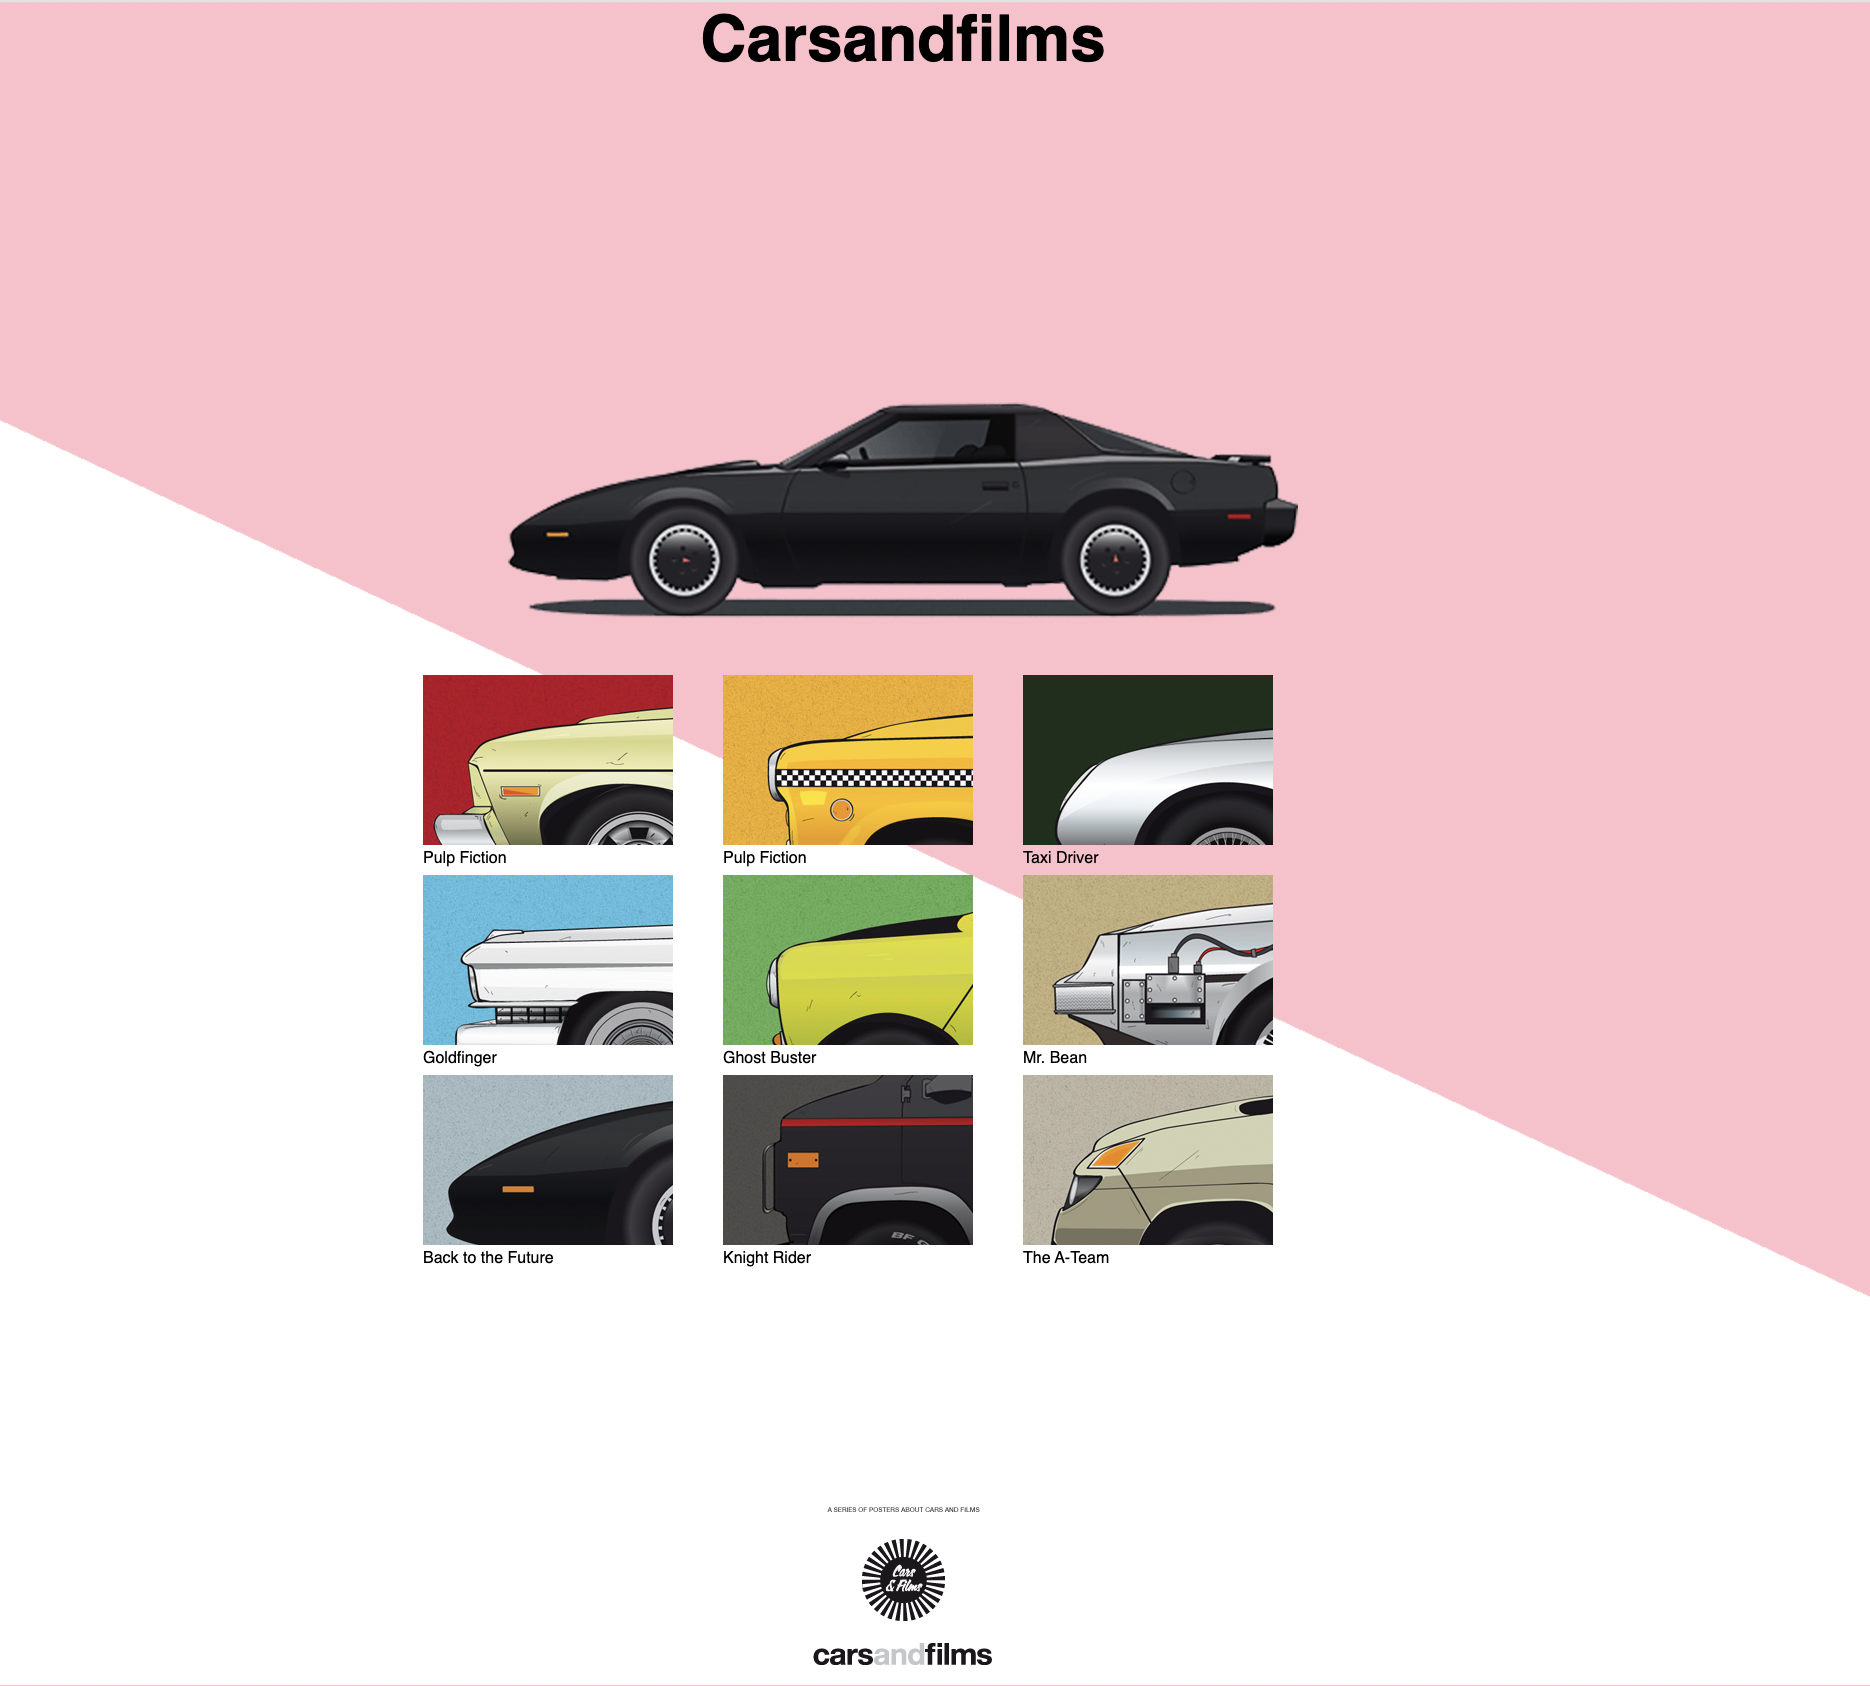 Carsandfilms
Pulp Fiction
Pulp Fiction
Taxi Driver
Goldfinger
Ghost Buster
Mr. Bean
BF
Back to the Future
Knight Rider
The A-Team
A SERIES OF POSTERS ABOUT CARS AND FILMS
Cars
& Films
carsandfilms